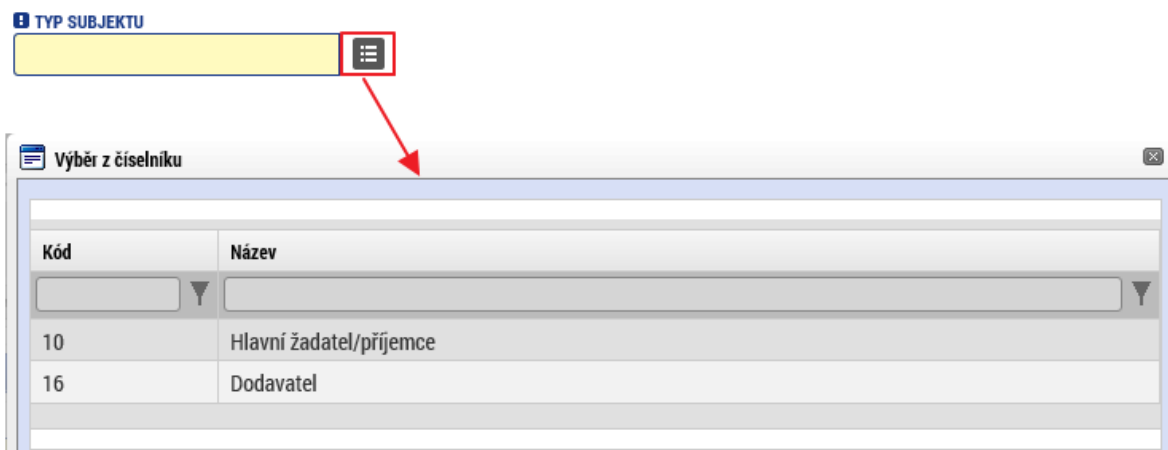 TYP SUBJEKTU
Výběr z číselníku
Kód Název
10 Hlavní žadatel/příjemce
16 Dodavatel